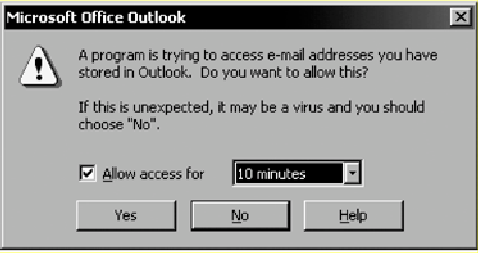 Microsoft Office Outlook
A program is trying to access e-mail addresses you have
stored in Outlook. Do you want to allow this?
If this is unexpected, it may be a virus and you should
choose "No".
Allow access for 10 minutes
Yes No Help